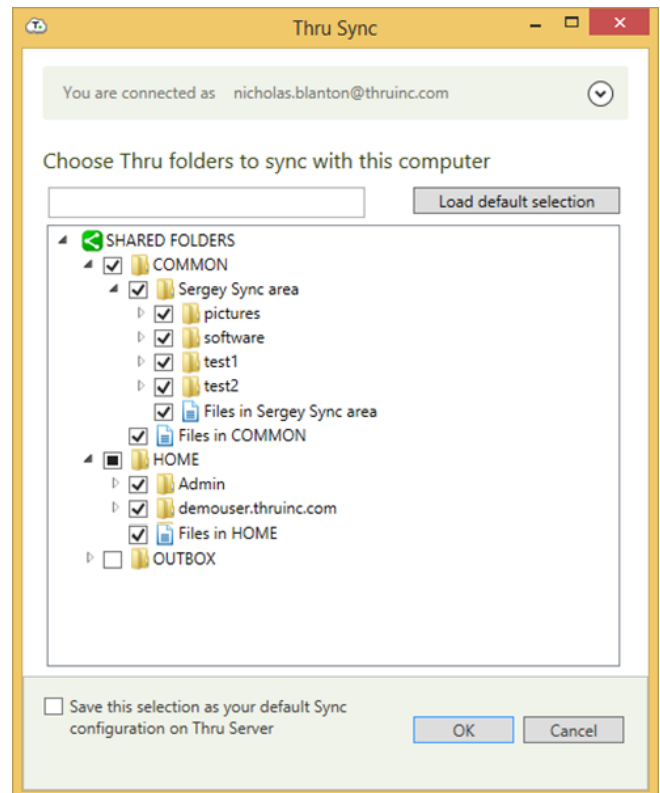 Thru Sync
You are connected as nicholas.blanton@thruinc.com
Choose Thru folders to sync with this computer
Load default selection
SHARED FOLDERS
COMMON
Sergey Sync area
pictures
software
test1
test2
Files in Sergey Sync area
Files in COMMON
HOME
Admin
demouser.thruinc.com
Files in HOME
OUTBOX
Save this selection as your default Sync
configuration on Thru Server
OK Cancel